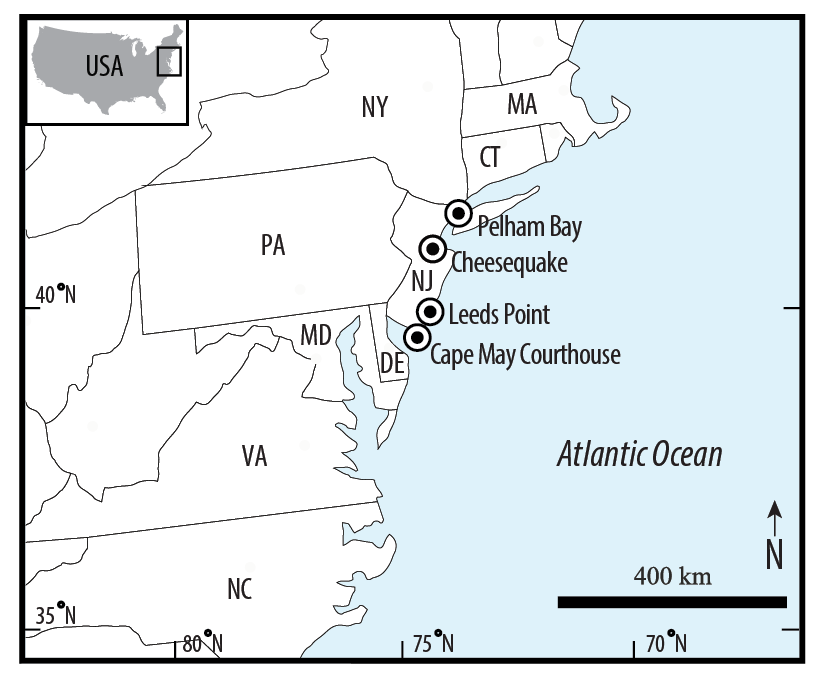 USA
NY
MA
CT
Pelham Bay
PA
Cheesequake
NJ
40°N
Leeds Point
MD
Cape May Courthouse
DE
VA
Atlantic Ocean
N
400 km
NC
35°N
80°N
75°N
70°N